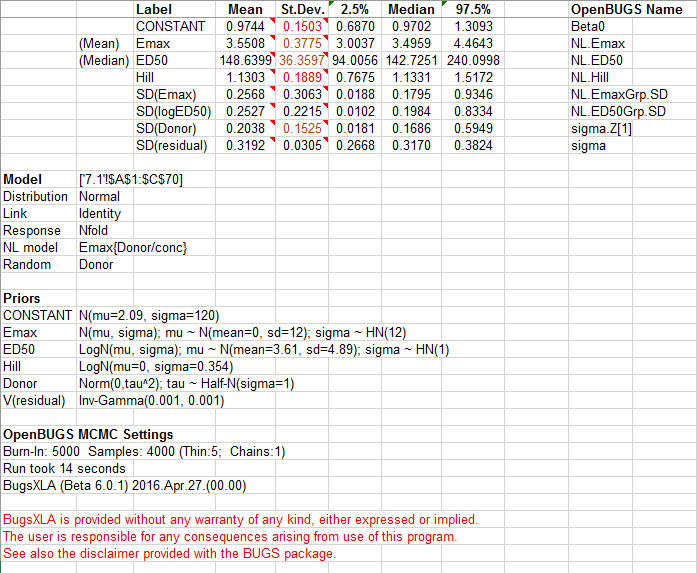 Label Mean St.Dev. 2.5% Median 97.5% OpenBUGS Name
CONSTANT 0.9744 0.1503 0.6870 0.9702 1.3093 Beta0
(Mean) Emax 3.5508 0.3775 3.0037 3.4959 4.4643 NL.Emax
(Median) ED50 148.6399 36.3597 94.0056 142.7251 240.0998 NL.ED50
Hill 1.1303 0.1889 0.7675 1.1331 1.5172 NL.Hill
SD(Emax) 0.2568 0.3063 0.0188 0.1795 0.9346 NL.EmaxGrp.SD
SD(logED50) 0.2527 0.2215 0.0102 0.1984 0.8334 NL.ED50Grp.SD
SD(Donor) 0.2038 0.1525 0.0181 0.1686 0.5949 sigma.Z[1]
SD(residual) 0.3192 0.0305 0.2668 0.3170 0.3824 sigma
Model ['7.1'!$A$1:$C$70]
Distribution Normal
Link Identity
Response Nfold
NL model Emax{Donor/conc}
Random Donor
Priors
CONSTANT N(mu=2.09, sigma=120)
Emax N(mu, sigma); mu ~ N(mean=0, sd=12); sigma ~ HN(12)
ED50 LogN(mu, sigma); mu ~ N(mean=3.61, sd=4.89); sigma ~ HN(1)
Hill LogN(mu=0, sigma=0.354)
Donor Norm(0,tau^2); tau ~ Half-N(sigma=1)
V(residual) Inv-Gamma(0.001, 0.001)
OpenBUGS MCMC Settings
Burn-In: 5000 Samples: 4000 (Thin:5; Chains:1)
Run took 14 seconds
BugsXLA (Beta 6.0.1) 2016.Apr.27.(00.00)
BugsXLA is provided without any warranty of any kind, either expressed or implied.
The user is responsible for any consequences arising from use of this program.
See also the disclaimer provided with the BUGS package.